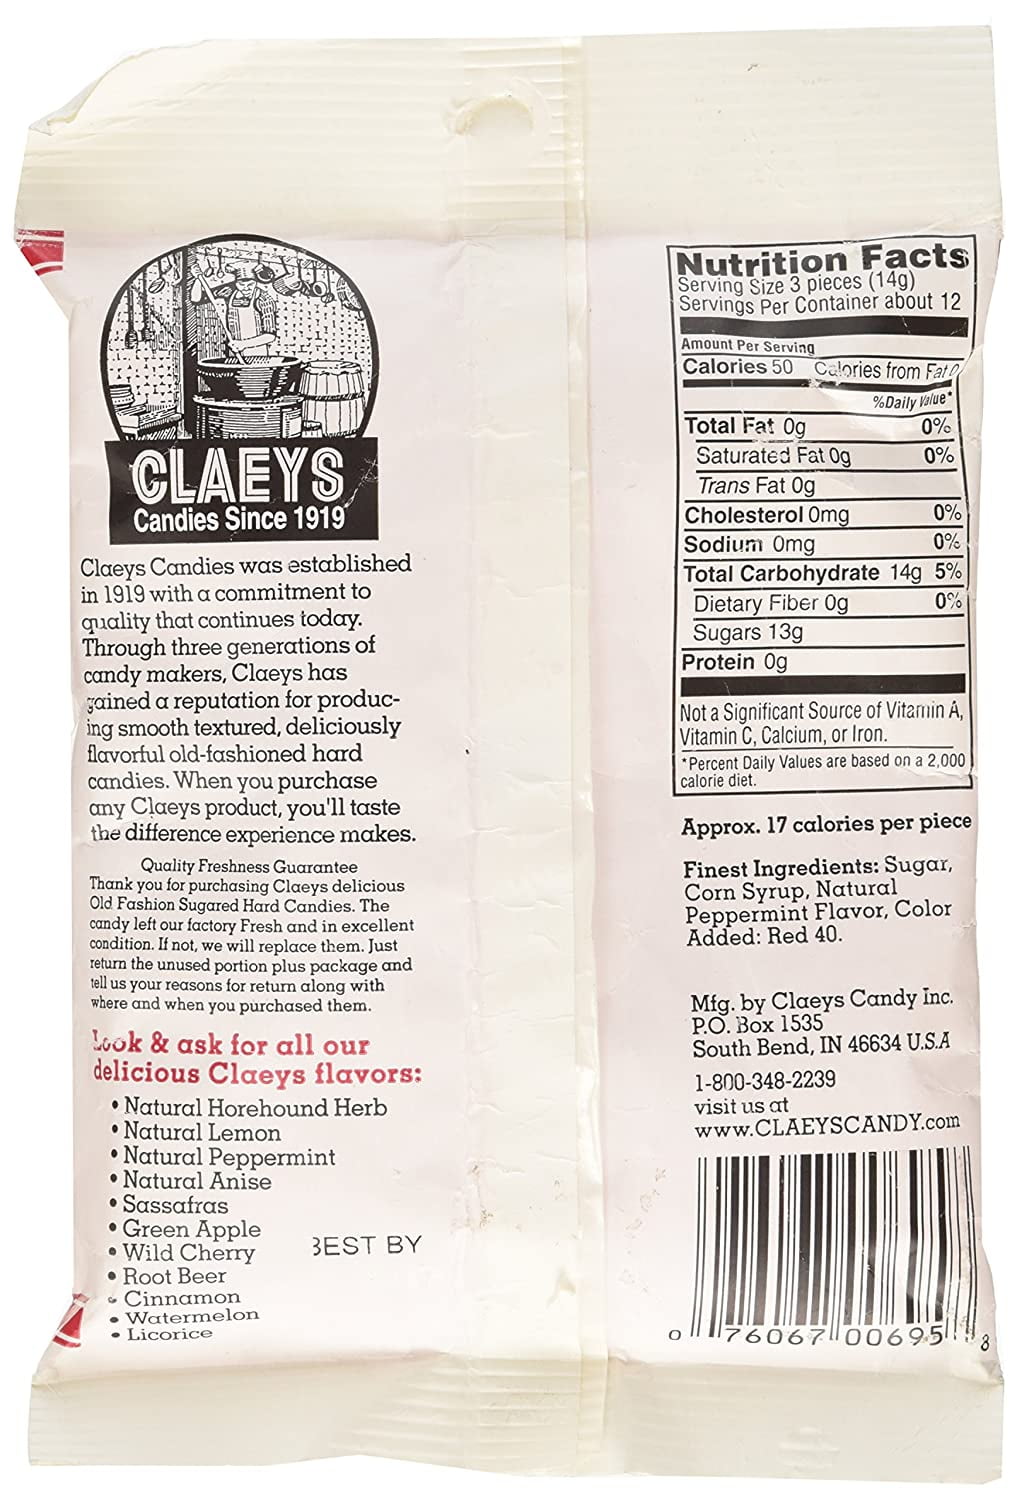 CLAEYS
Candies Since 1919
Claeys Candies was established
in 1919 with a commitment to
quality that continues today.
Through three generations of
candy makers, Claeys has
gained a reputation for produc-
ing smooth textured, deliciously
flavorful old-fashioned hard
candies. When you purchase
any Claeys product, you'll taste
the difference experience makes.
Quality Freshness Guarantee
Thank you for purchasing Claeys delicious
Old Fashion Sugared Hard Candies. The
candy left our factory Fresh and in excellent
condition. If not, we will replace them. Just
return the unused portion plus package and
tell us your reasons for return along with
where and when you purchased them.
Look & ask for all our
delicious Claeys flavors:
• Natural Horehound Herb
• Natural Lemon
• Natural Peppermint
• Natural Anise
• Sassafras
• Green Apple
• Wild Cherry
• Root Beer
• Cinnamon
• Watermelon
• Licorice
BEST BY
Nutrition Facts
Serving Size 3 pieces (14g)
Servings Per Container about 12
Amount Per Serving
Calories 50 Calories from Fat 0
%Daily Value*
Total Fat 0g 0%
Saturated Fat 0g 0%
Trans Fat 0g
Cholesterol 0mg 0%
Sodium 0mg 0%
Total Carbohydrate 14g 5%
Dietary Fiber 0g 0%
Sugars 13g
Protein 0g
Not a Significant Source of Vitamin A,
Vitamin C, Calcium, or Iron.
*Percent Daily Values are based on a 2,000
calorie diet.
Approx. 17 calories per piece
Finest Ingredients: Sugar,
Corn Syrup, Natural
Peppermint Flavor, Color
Added: Red 40.
Mfg. by Claeys Candy Inc.
P.O. Box 1535
South Bend, IN 46634 U.S.A
1-800-348-2239
visit us at
www.CLAEYSCANDY.com
0 76067 00695 8